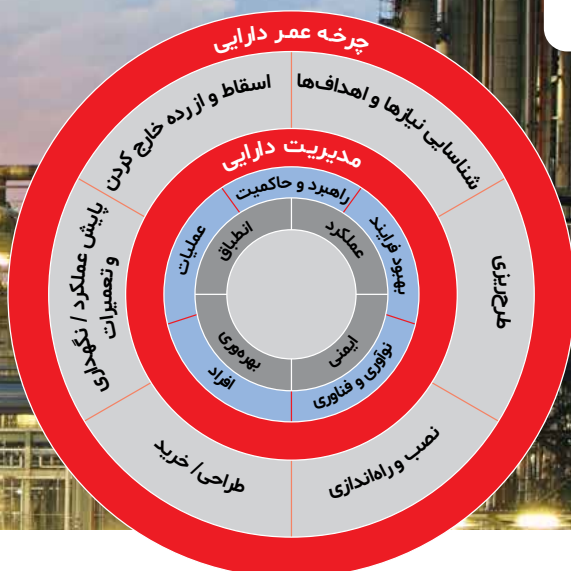 چرخه عمر دارایی
شناسایی نیازها و اهداف‌ها
طرح‌ریزی
نصب و راه‌اندازی
طراحی/ خرید
پایش عملکرد / نگهداری
و تعمیرات
اسقاط و از رده خارج کردن
مدیریت دارایی
راهبرد و حاکمیت
بهبود فرایند
نوآوری و فناوری
افراد
عملیات
عملکرد
ایمنی
بهره‌وری
انطباق